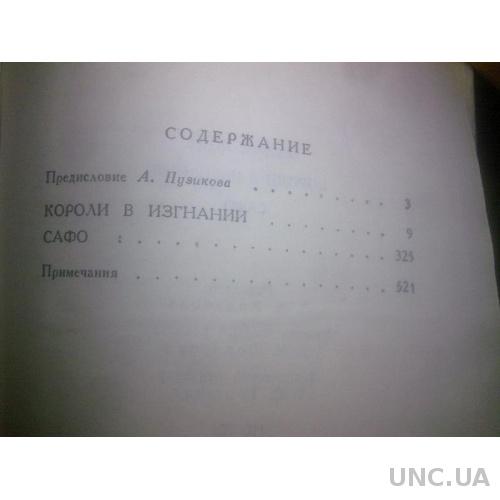 СОДЕРЖАНИЕ
Предисловие А. Пузикова . . . . . . . . . 3
КОРОЛИ В ИЗГНАНИИ . . . . . . . . 9
САФО : . . . . . . . . . . . . . . 325
Примечания . . . . . . . . . . . . . . 521
UNC.UA